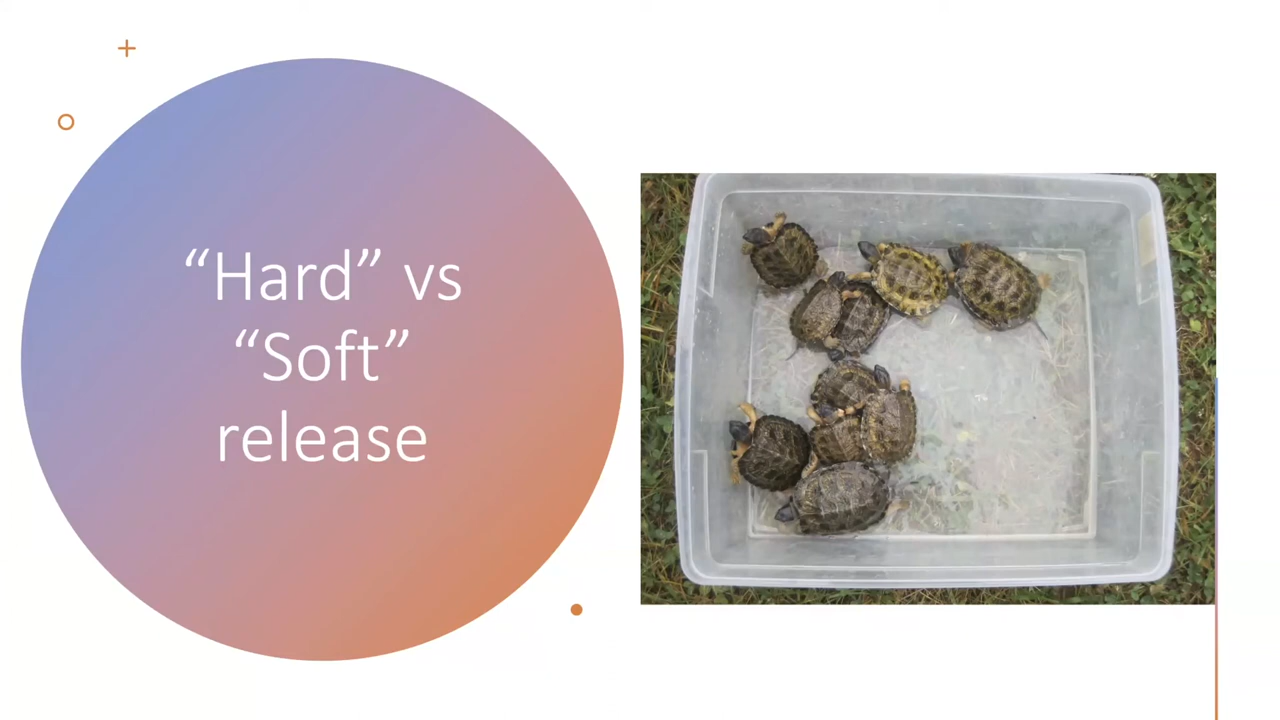 “Hard” vs
“Soft”
release